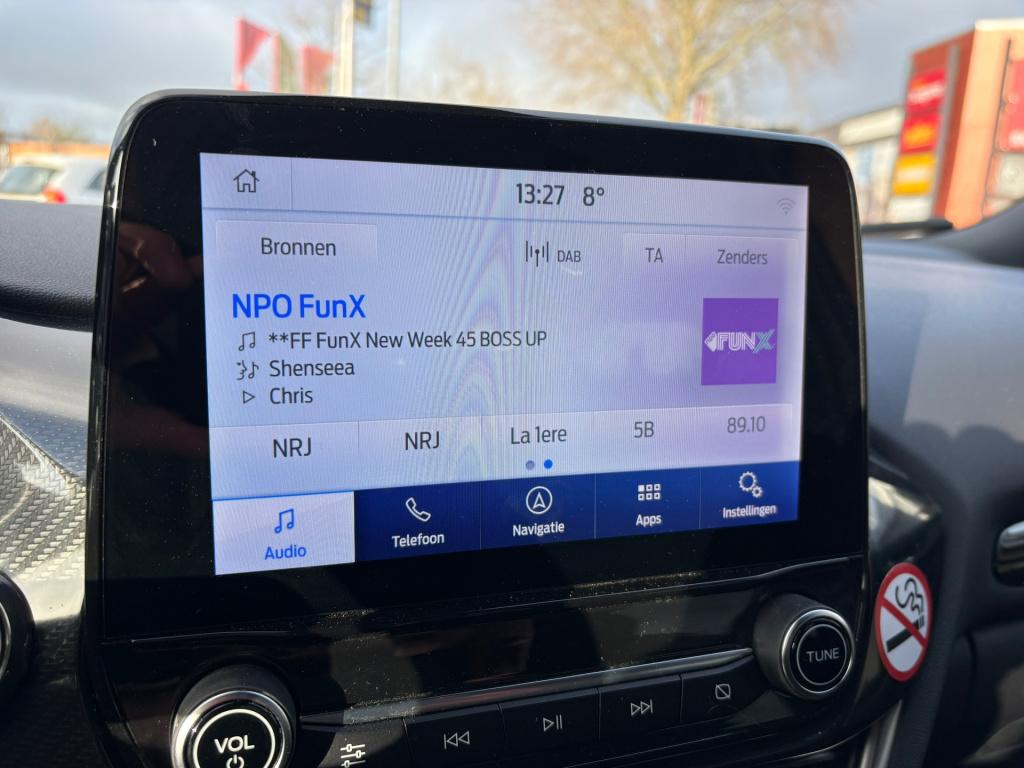 13:27 8°
Bronnen
DAB
TA
Zenders
NPO FunX
FUNX
**FF FunX New Week 45 BOSS UP
Shenseea
Chris
NRJ
NRJ
La 1ere
5B
89.10
Audio
Telefoon
Navigatie
Apps
Instellingen
TUNE
VOL